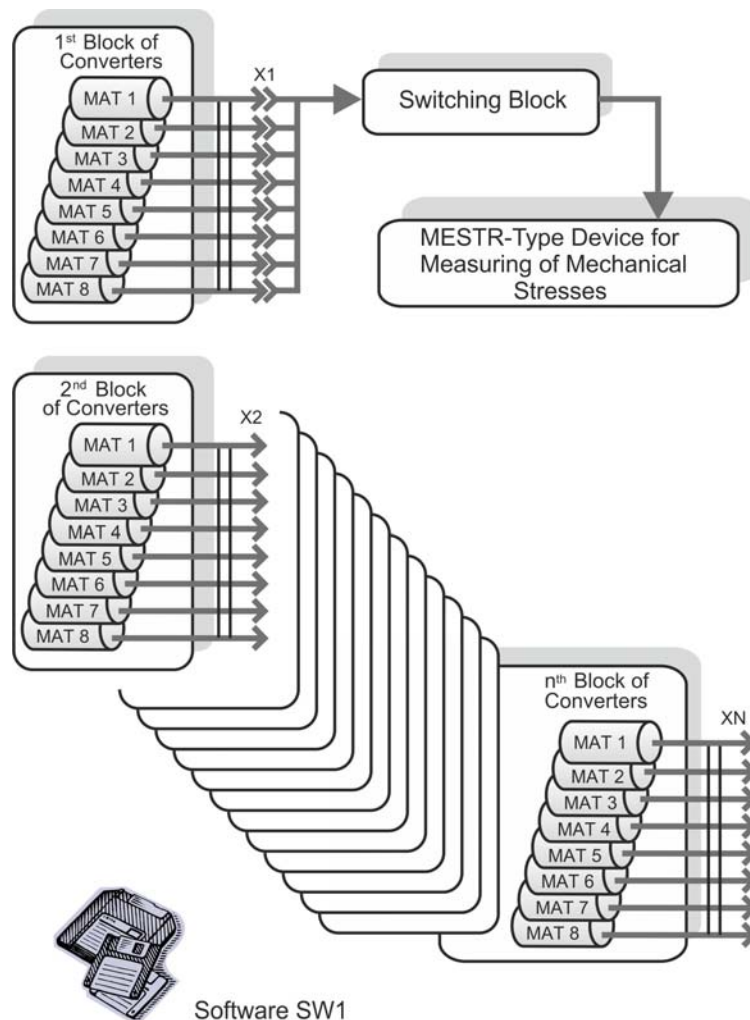 1st Block of
Converters
X1
MAT 1
MAT 2
MAT 3
MAT 4
MAT 5
MAT 6
MAT 7
MAT 8
Switching Block
MESTR-Type Device for
Measuring of Mechanical
Stresses
2nd Block
of Converters
X2
MAT 1
MAT 2
MAT 3
MAT 4
MAT 5
MAT 6
MAT 7
MAT 8
nth Block of
Converters
XN
MAT 1
MAT 2
MAT 3
MAT 4
MAT 5
MAT 6
MAT 7
MAT 8
Software SW1